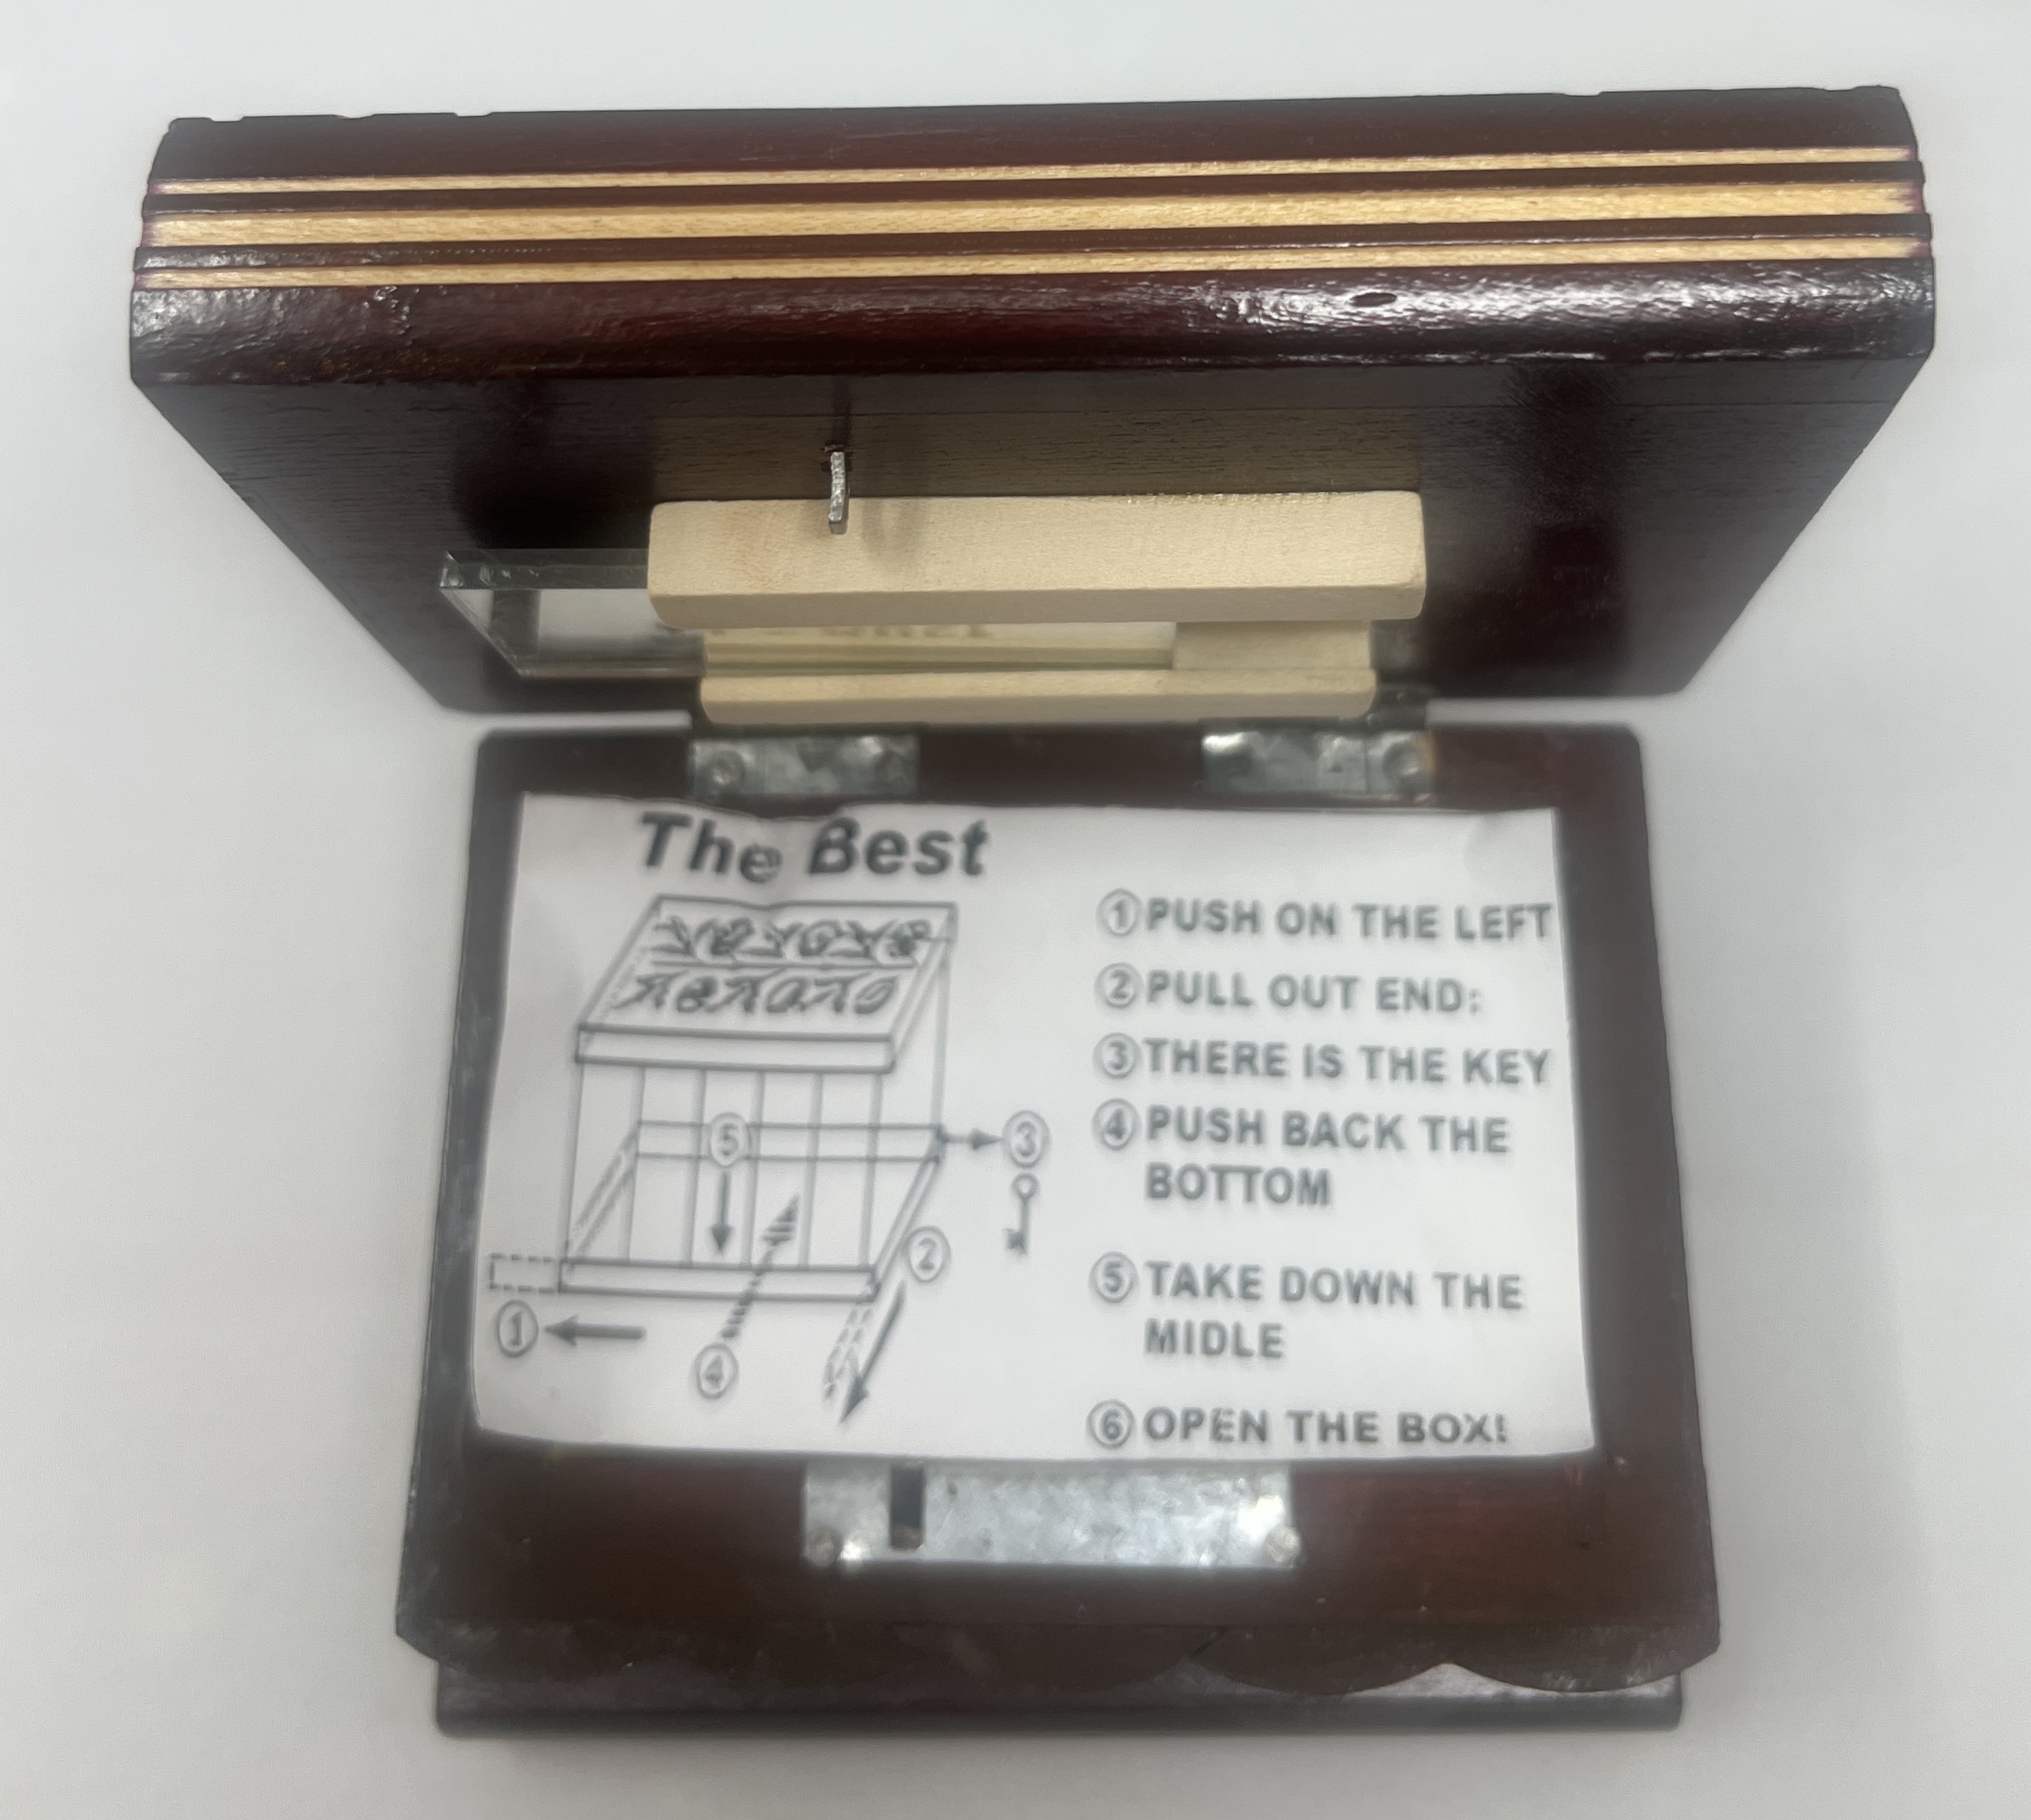 The Best
①PUSH ON THE LEFT
②PULL OUT END:
③THERE IS THE KEY
④PUSH BACK THE
BOTTOM
⑤TAKE DOWN THE
MIDLE
⑥OPEN THE BOX!
⑤
③
②
①
④